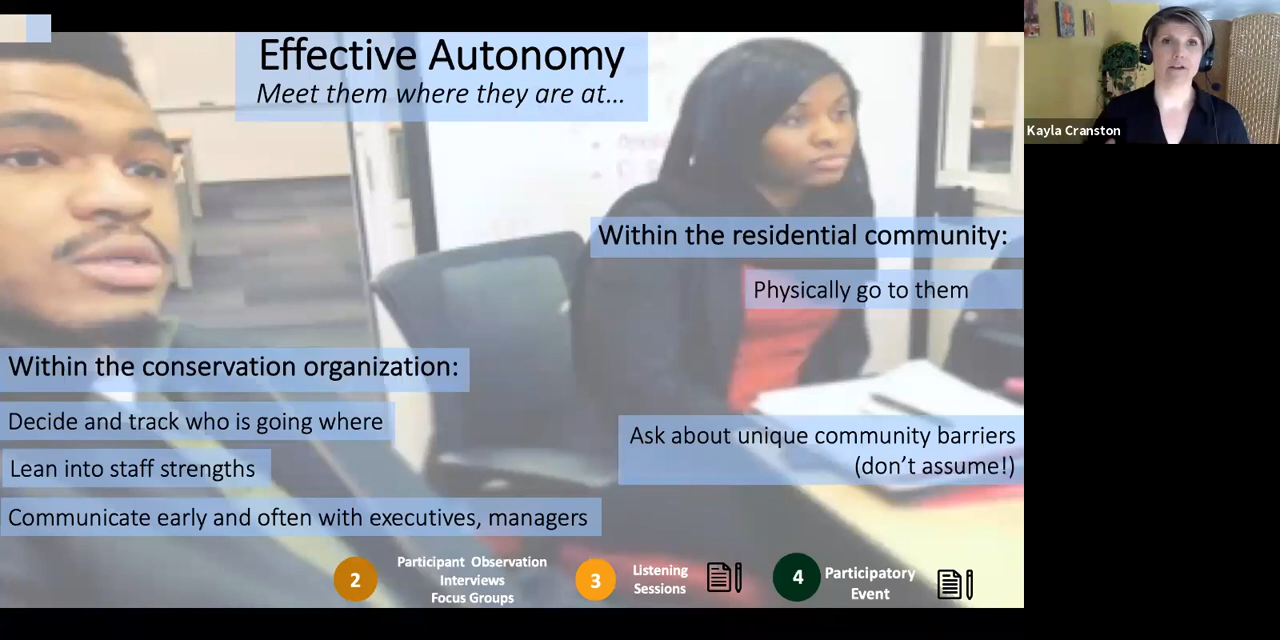 Effective Autonomy
Meet them where they are at...
Kayla Cranston
Within the residential community:
Physically go to them
Within the conservation organization:
Decide and track who is going where
Lean into staff strengths
Communicate early and often with executives, managers
Ask about unique community barriers
(don't assume!)
2
Participant Observation
Interviews
Focus Groups
3
Listening
Sessions
4
Participatory
Event